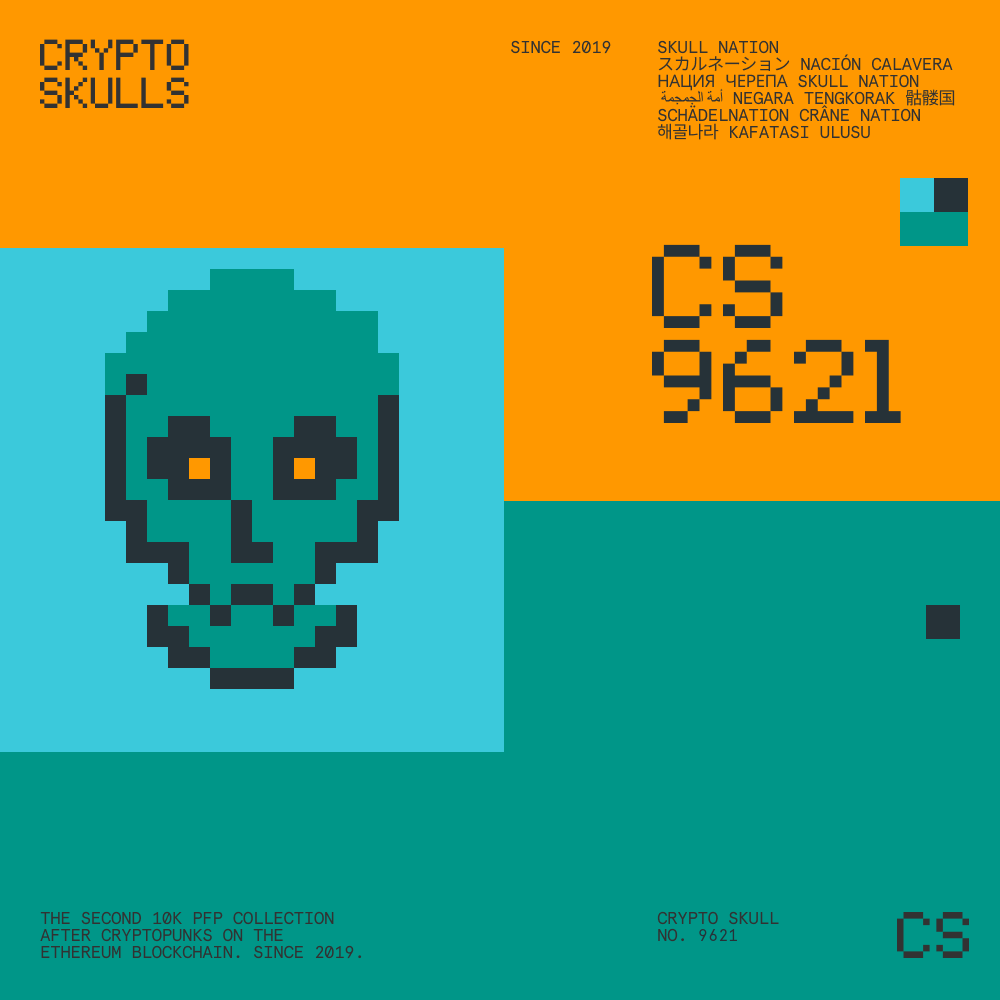 CRYPTO
SKULLS
SINCE 2019
SKULL NATION
スカルネーション NACIÓN CALAVERA
НАЦИЯ ЧЕРЕПА SKULL NATION
أمة الجمجمة NEGARA TENGKORAK 骷髅国
SCHÄDELNATION CRÂNE NATION
해골나라 KAFATASI ULUSU
CS
9621
THE SECOND 10K PFP COLLECTION
AFTER CRYPTOPUNKS ON THE
ETHEREUM BLOCKCHAIN. SINCE 2019.
CRYPTO SKULL
NO. 9621
CS